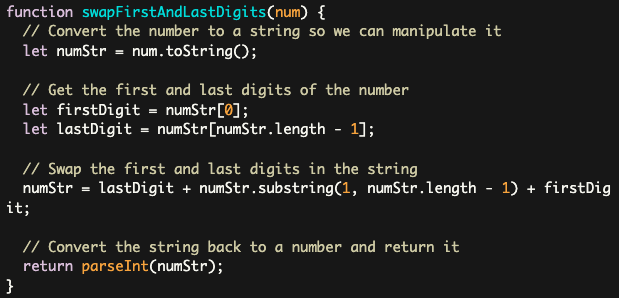 function swapFirstAndLastDigits(num) {
  // Convert the number to a string so we can manipulate it
  let numStr = num.toString();

  // Get the first and last digits of the number
  let firstDigit = numStr[0];
  let lastDigit = numStr[numStr.length - 1];

  // Swap the first and last digits in the string
  numStr = lastDigit + numStr.substring(1, numStr.length - 1) + firstDig
it;

  // Convert the string back to a number and return it
  return parseInt(numStr);
}